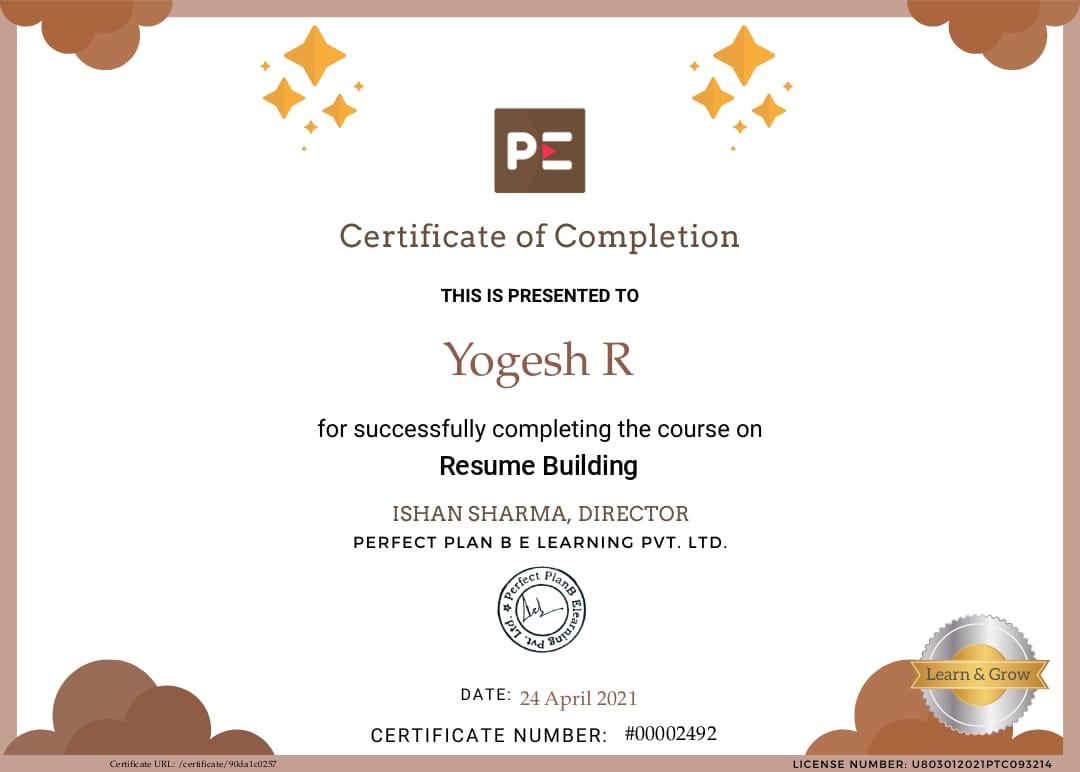 PE
Certificate of Completion
THIS IS PRESENTED TO
Yogesh R
for successfully completing the course on
Resume Building
ISHAN SHARMA, DIRECTOR
PERFECT PLAN B E LEARNING PVT. LTD.
Perfect PlanB Elearning Pvt. Ltd.
Learn & Grow
DATE: 24 April 2021
CERTIFICATE NUMBER: #00002492
Certificate URL: /certificate/90da1c0257
LICENSE NUMBER: U803012021PTC093214